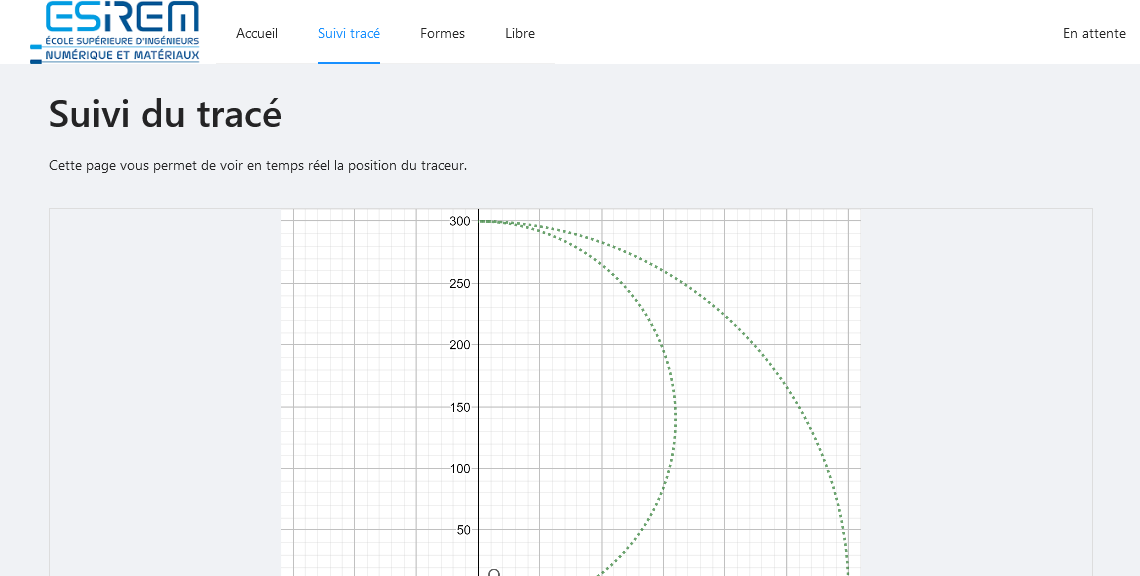 ESIREM
ÉCOLE SUPÉRIEURE D'INGÉNIEURS
NUMÉRIQUE ET MATÉRIAUX
Accueil
Suivi tracé
Formes
Libre
En attente
Suivi du tracé
Cette page vous permet de voir en temps réel la position du traceur.
300
250
200
150
100
50